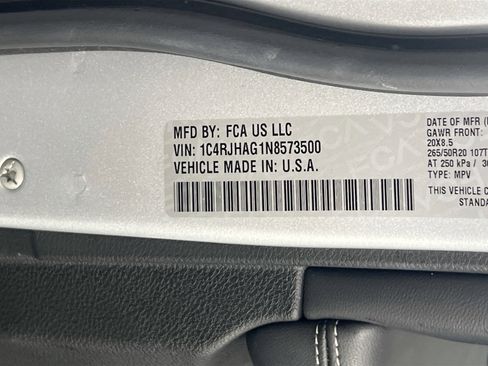 MFD BY: FCA US LLC
VIN: 1C4RJHAG1N8573500
VEHICLE MADE IN: U.S.A.
DATE OF MFR
GAWR FRONT:
20X8.5
265/50R20 107T
AT 250 kPa /
TYPE: MPV
THIS VEHICLE